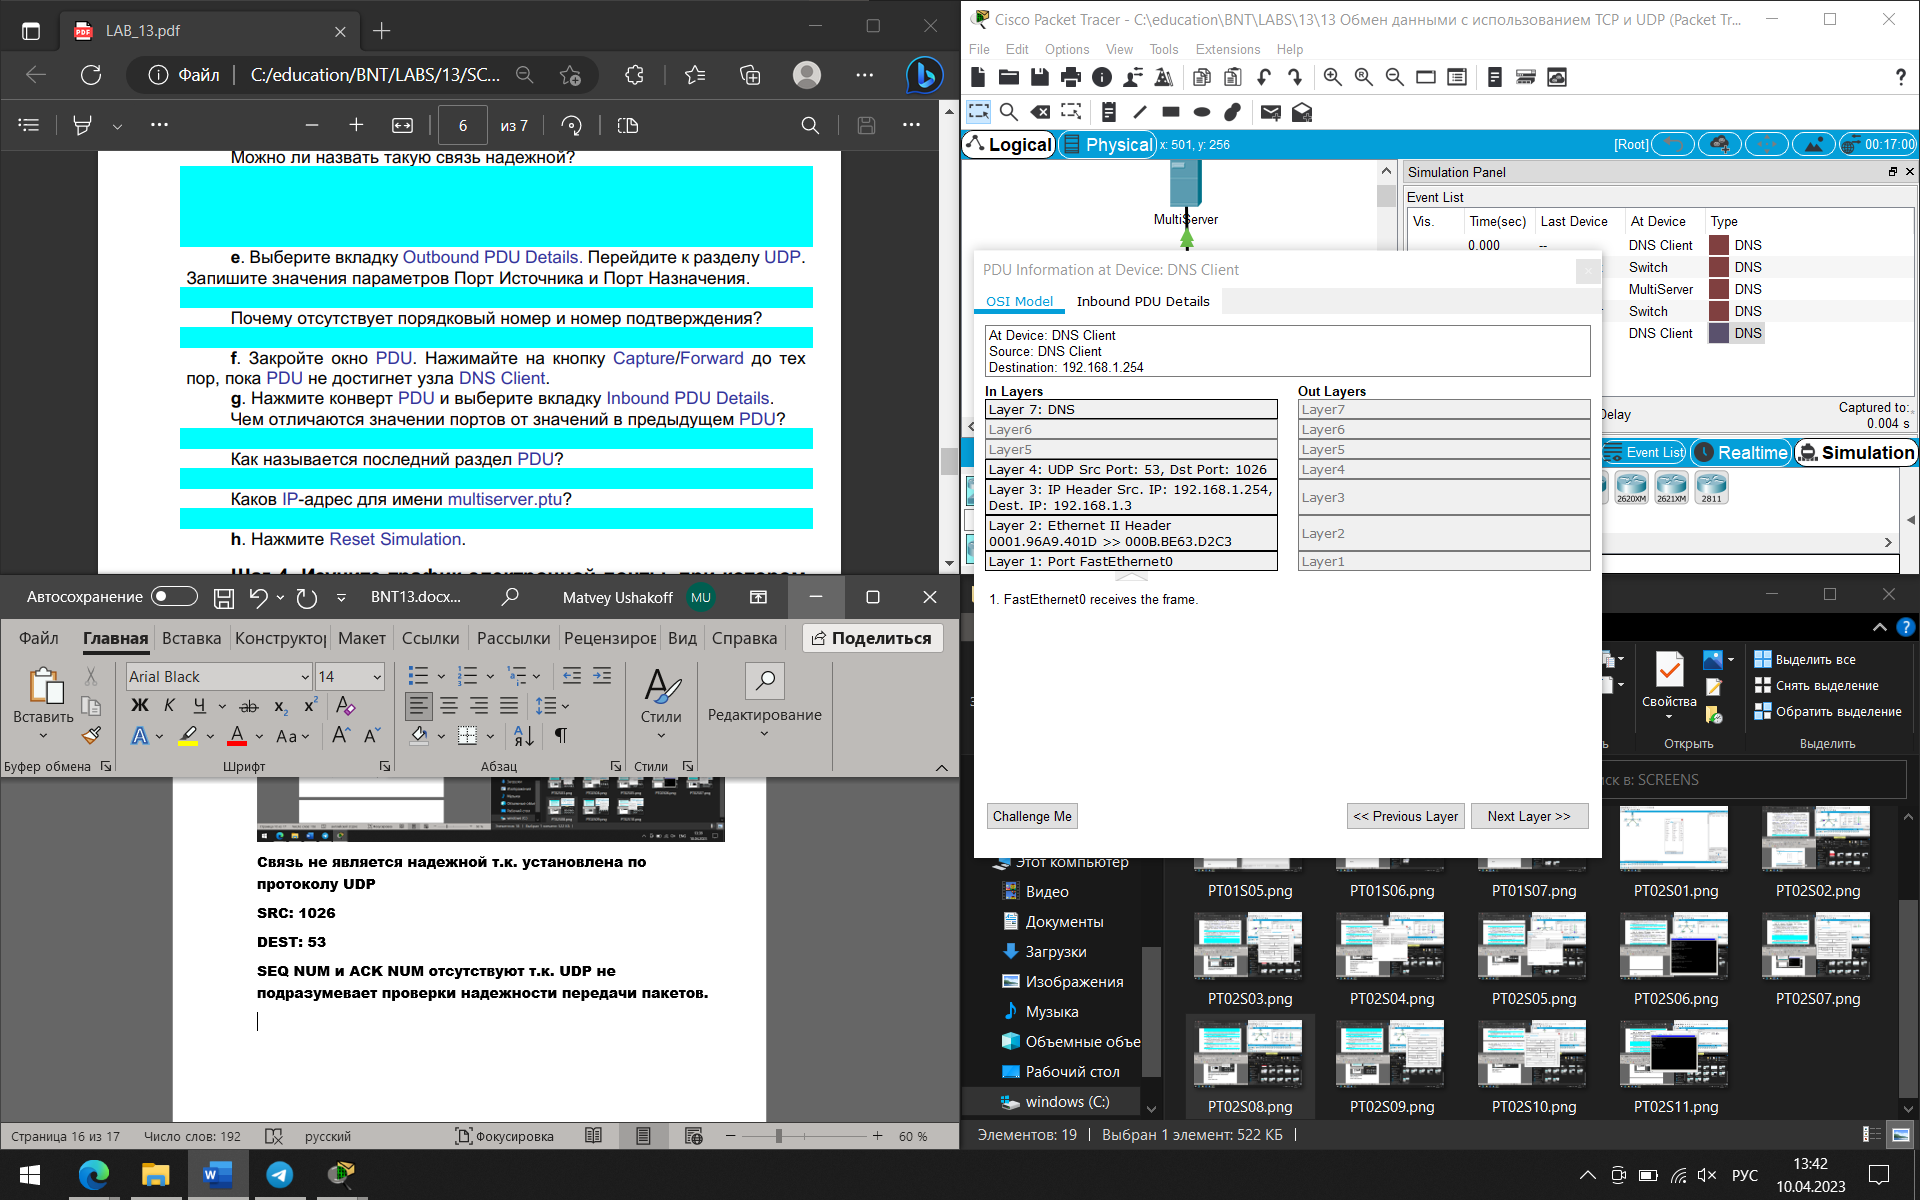 LAB_13.pdf
Файл
C:/education/BNT/LABS/13/SC...
6
из 7
Можно ли назвать такую связь надежной?
e. Выберите вкладку Outbound PDU Details. Перейдите к разделу UDP.
Запишите значения параметров Порт Источника и Порт Назначения.
Почему отсутствует порядковый номер и номер подтверждения?
f. Закройте окно PDU. Нажимайте на кнопку Capture/Forward до тех
пор, пока PDU не достигнет узла DNS Client.
g. Нажмите конверт PDU и выберите вкладку Inbound PDU Details.
Чем отличаются значении портов от значений в предыдущем PDU?
Как называется последний раздел PDU?
Каков IP-адрес для имени multiserver.ptu?
h. Нажмите Reset Simulation.
Cisco Packet Tracer - C:\education\BNT\LABS\13\13 Обмен данными с использованием TCP и UDP (Packet Tr...
File Edit Options View Tools Extensions Help
Logical
Physical
x: 501, y: 256
[Root]
00:17:00
MultiServer
Simulation Panel
Event List
Vis. Time(sec) Last Device At Device Type
0.000 -- DNS Client DNS
Switch DNS
MultiServer DNS
Switch DNS
DNS Client DNS
Captured to:
0.004 s
Event List
Realtime
Simulation
2620XM 2621XM 2811
PDU Information at Device: DNS Client
OSI Model
Inbound PDU Details
At Device: DNS Client
Source: DNS Client
Destination: 192.168.1.254
In Layers
Out Layers
Layer 7: DNS
Layer7
Layer6
Layer6
Layer5
Layer5
Layer 4: UDP Src Port: 53, Dst Port: 1026
Layer4
Layer 3: IP Header Src. IP: 192.168.1.254,
Dest. IP: 192.168.1.3
Layer3
Layer 2: Ethernet II Header
0001.96A9.401D >> 000B.BE63.D2C3
Layer2
Layer 1: Port FastEthernet0
Layer1
1. FastEthernet0 receives the frame.
Challenge Me
<< Previous Layer
Next Layer >>
Автосохранение
BNT13.docx...
Matvey Ushakoff
MU
Файл Главная Вставка Конструктор Макет Ссылки Рассылки Рецензиров Вид Справка
Поделиться
Вставить
Arial Black
14
Ж К Ч ab x₂ x²
Aa
Стили
Редактирование
Буфер обмена
Шрифт
Абзац
Стили
Связь не является надежной т.к. установлена по
протоколу UDP
SRC: 1026
DEST: 53
SEQ NUM и ACK NUM отсутствуют т.к. UDP не
подразумевает проверки надежности передачи пакетов.
Страница 16 из 17
Число слов: 192
русский
Фокусировка
60 %
Свойства
Выделить все
Снять выделение
Обратить выделение
Открыть
Выделить
ск в: SCREENS
Этот компьютер
Видео
Документы
Загрузки
Изображения
Музыка
Объемные объе
Рабочий стол
windows (C:)
PT01S05.png PT01S06.png PT01S07.png PT02S01.png PT02S02.png
PT02S03.png PT02S04.png PT02S05.png PT02S06.png PT02S07.png
PT02S08.png PT02S09.png PT02S10.png PT02S11.png
Элементов: 19
Выбран 1 элемент: 522 КБ
РУС
13:42
10.04.2023